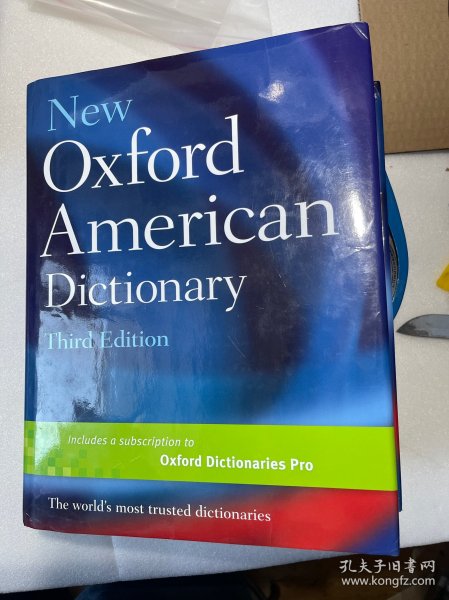 New
Oxford
American
Dictionary
Third Edition
Includes a subscription to
Oxford Dictionaries Pro
The world's most trusted dictionaries
孔夫子旧书网
www.kongfz.com